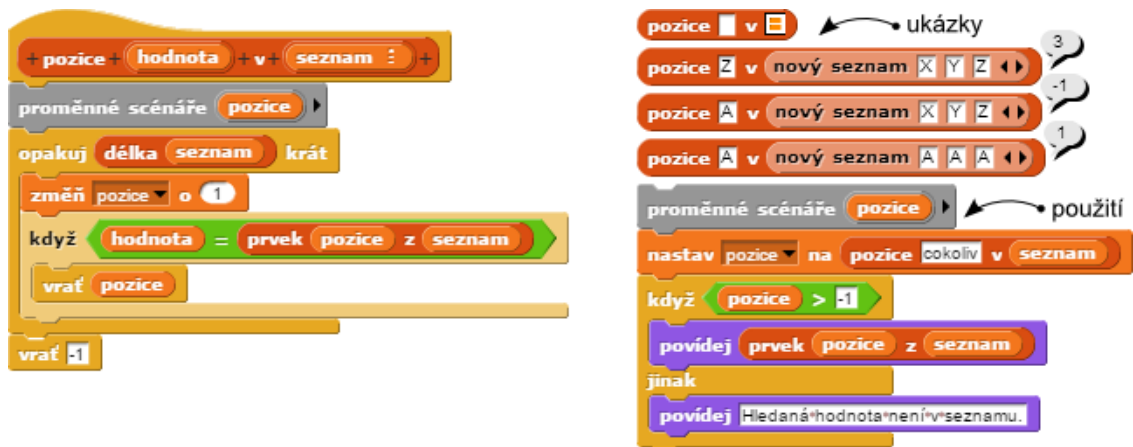 + pozice + hodnota + v + seznam ⋮ +
proměnné scénáře pozice
opakuj délka seznam krát
změň pozice o 1
když hodnota = prvek pozice z seznam
vrať pozice
vrať -1
pozice v
ukázky
pozice Z v nový seznam X Y Z
3
pozice A v nový seznam X Y Z
-1
pozice A v nový seznam A A A
1
proměnné scénáře pozice
použití
nastav pozice na pozice cokoliv v seznam
když pozice > -1
povídej prvek pozice z seznam
jinak
povídej Hledaná hodnota není v seznamu.